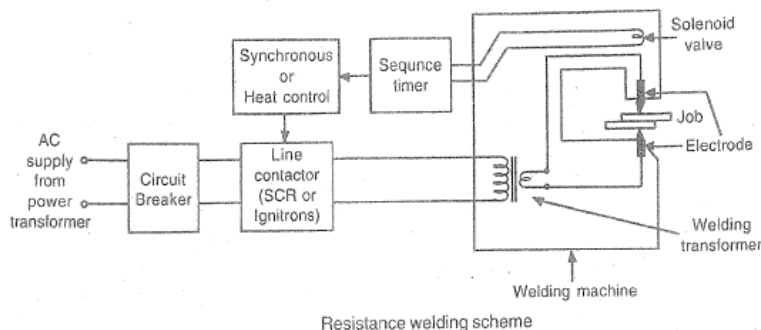 Solenoid
valve
Synchronous
or
Heat control
Sequnce
timer
Job
Electrode
AC
supply
from
power
transformer
Circuit
Breaker
Line
contactor
(SCR or
Ignitrons)
Welding
transformer
Welding machine
Resistance welding scheme